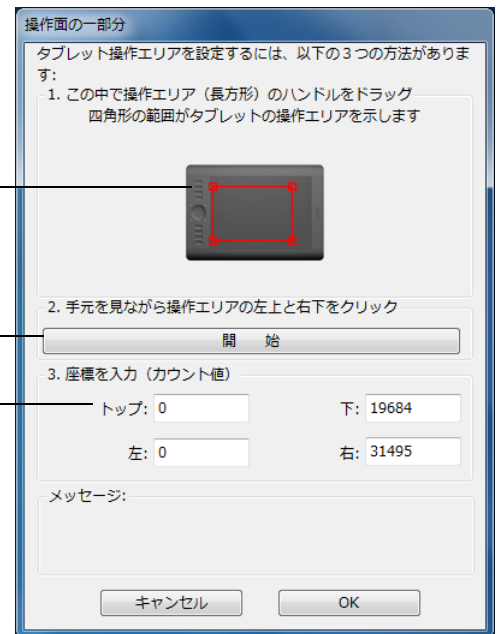 操作面の一部分
タブレット操作エリアを設定するには、以下の３つの方法がありま
す:
1. この中で操作エリア（長方形）のハンドルをドラッグ
四角形の範囲がタブレットの操作エリアを示します
2. 手元を見ながら操作エリアの左上と右下をクリック
開　始
3. 座標を入力（カウント値）
トップ: 0 下: 19684
左: 0 右: 31495
メッセージ:
キャンセル OK